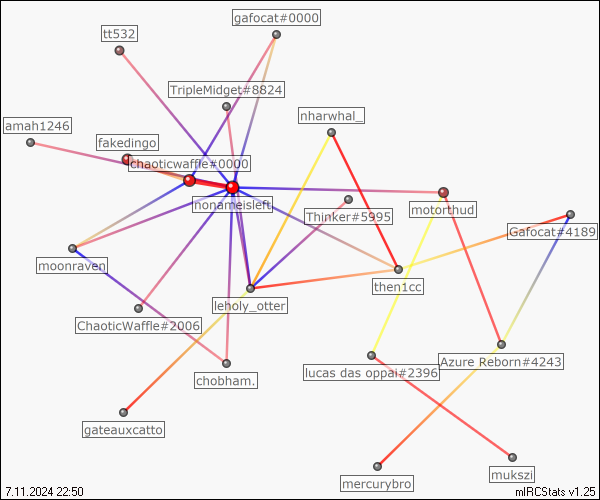 gafocat#0000
tt532
TripleMidget#8824
nharwhal_
amah1246
fakedingo
chaoticwaffle#0000
nonameisleft
Thinker#5995
motorthud
Gafocat#4189
moonraven
then1cc
leholy_otter
ChaoticWaffle#2006
Azure Reborn#4243
lucas das oppai#2396
chobham.
gateauxcatto
mukszi
mercurybro
7.11.2024 22:50
mIRCStats v1.25